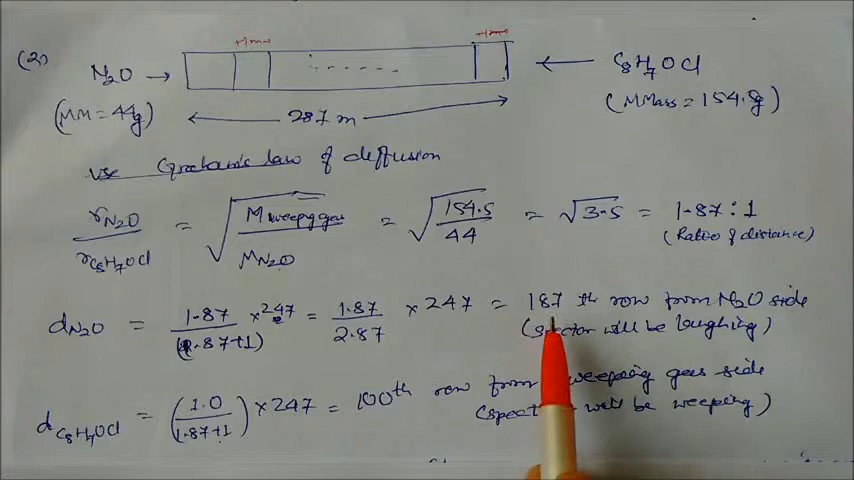 (2)
N2O →
← C8H7OCl
(MM = 44g)
287 m
(MMass = 154.5g)
use Graham's law of diffusion
rN2O / rC8H7OCl = √(Mweeping gas / MN2O) = √(154.5 / 44) = √3.5 = 1.87 : 1
(Ratio of distance)
dN2O = 1.87 / (1.87+1) × 247 = 1.87 / 2.87 × 247 = 187 th row from N2O side
(spector will be laughing)
dC8H7OCl = (1.0 / 1.87+1) × 247 = 100th row from weeping gas side
will be weeping)